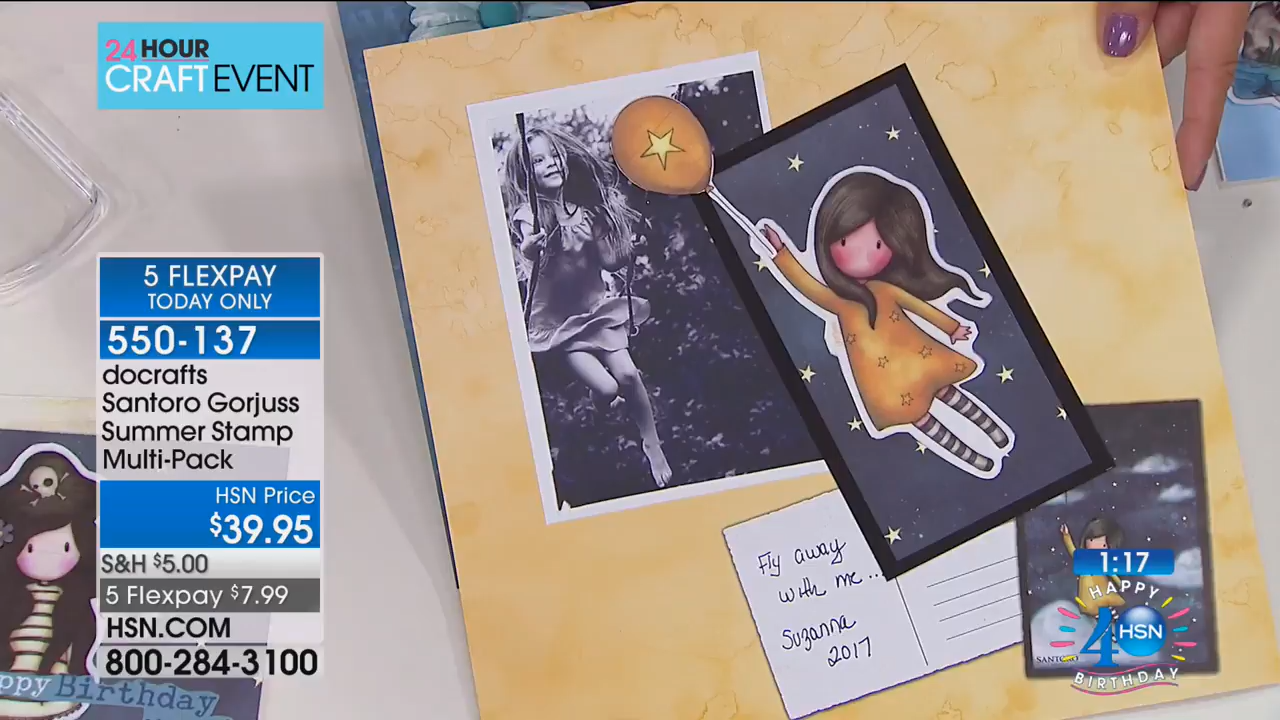 24 HOUR
CRAFT EVENT
5 FLEXPAY
TODAY ONLY
550-137
docrafts
Santoro Gorjuss
Summer Stamp
Multi-Pack
HSN Price
$39.95
S&H $5.00
5 Flexpay $7.99
HSN.COM
800-284-3100
Fly away
with me...
Suzanna
2017
1:17
HAPPY
40 HSN
BIRTHDAY
SANTORO
ppy Birthday